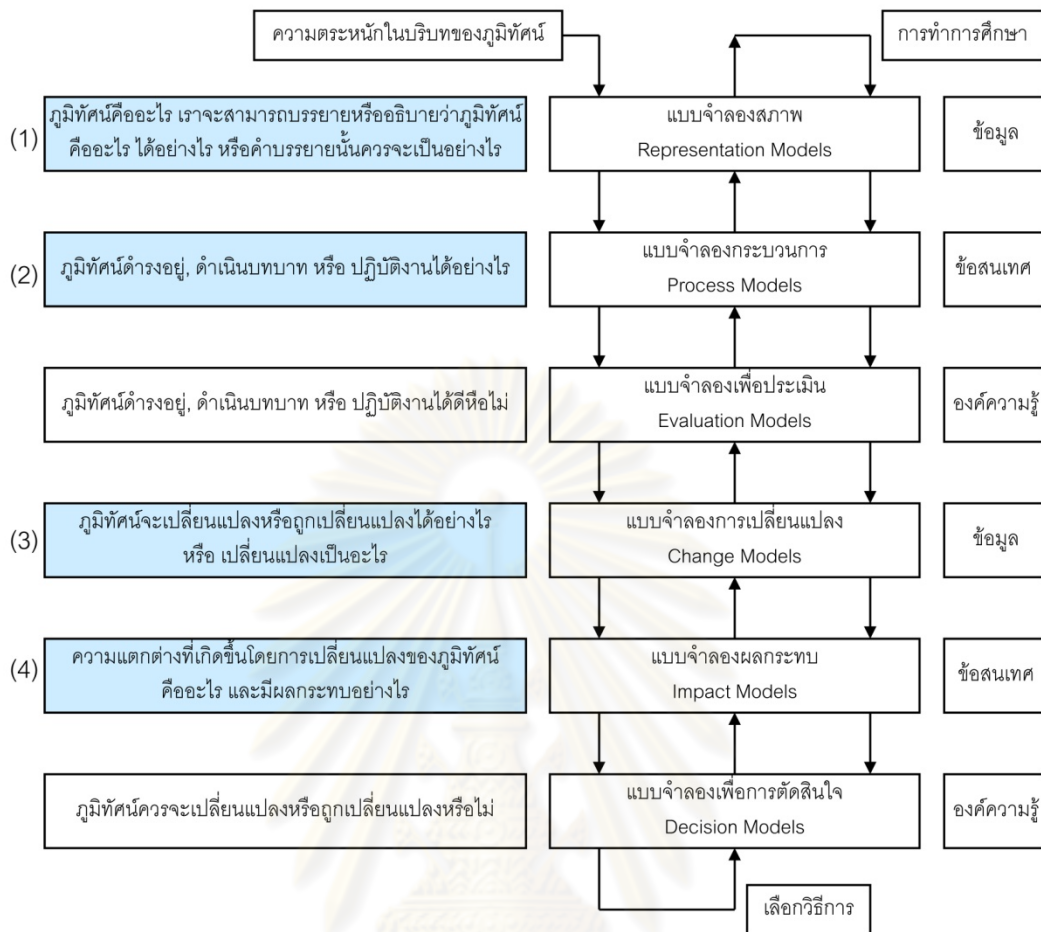 ความตระหนักในบริบทของภูมิทัศน์
การทำการศึกษา
(1)
ภูมิทัศน์คืออะไร เราจะสามารถบรรยายหรืออธิบายว่าภูมิทัศน์
คืออะไร ได้อย่างไร หรือคำบรรยายนั้นควรจะเป็นอย่างไร
แบบจำลองสภาพ
Representation Models
ข้อมูล
(2)
ภูมิทัศน์ดำรงอยู่, ดำเนินบทบาท หรือ ปฏิบัติงานได้อย่างไร
แบบจำลองกระบวนการ
Process Models
ข้อสนเทศ
ภูมิทัศน์ดำรงอยู่, ดำเนินบทบาท หรือ ปฏิบัติงานได้ดีหือไม่
แบบจำลองเพื่อประเมิน
Evaluation Models
องค์ความรู้
(3)
ภูมิทัศน์จะเปลี่ยนแปลงหรือถูกเปลี่ยนแปลงได้อย่างไร
หรือ เปลี่ยนแปลงเป็นอะไร
แบบจำลองการเปลี่ยนแปลง
Change Models
ข้อมูล
(4)
ความแตกต่างที่เกิดขึ้นโดยการเปลี่ยนแปลงของภูมิทัศน์
คืออะไร และมีผลกระทบอย่างไร
แบบจำลองผลกระทบ
Impact Models
ข้อสนเทศ
ภูมิทัศน์ควรจะเปลี่ยนแปลงหรือถูกเปลี่ยนแปลงหรือไม่
แบบจำลองเพื่อการตัดสินใจ
Decision Models
องค์ความรู้
เลือกวิธีการ